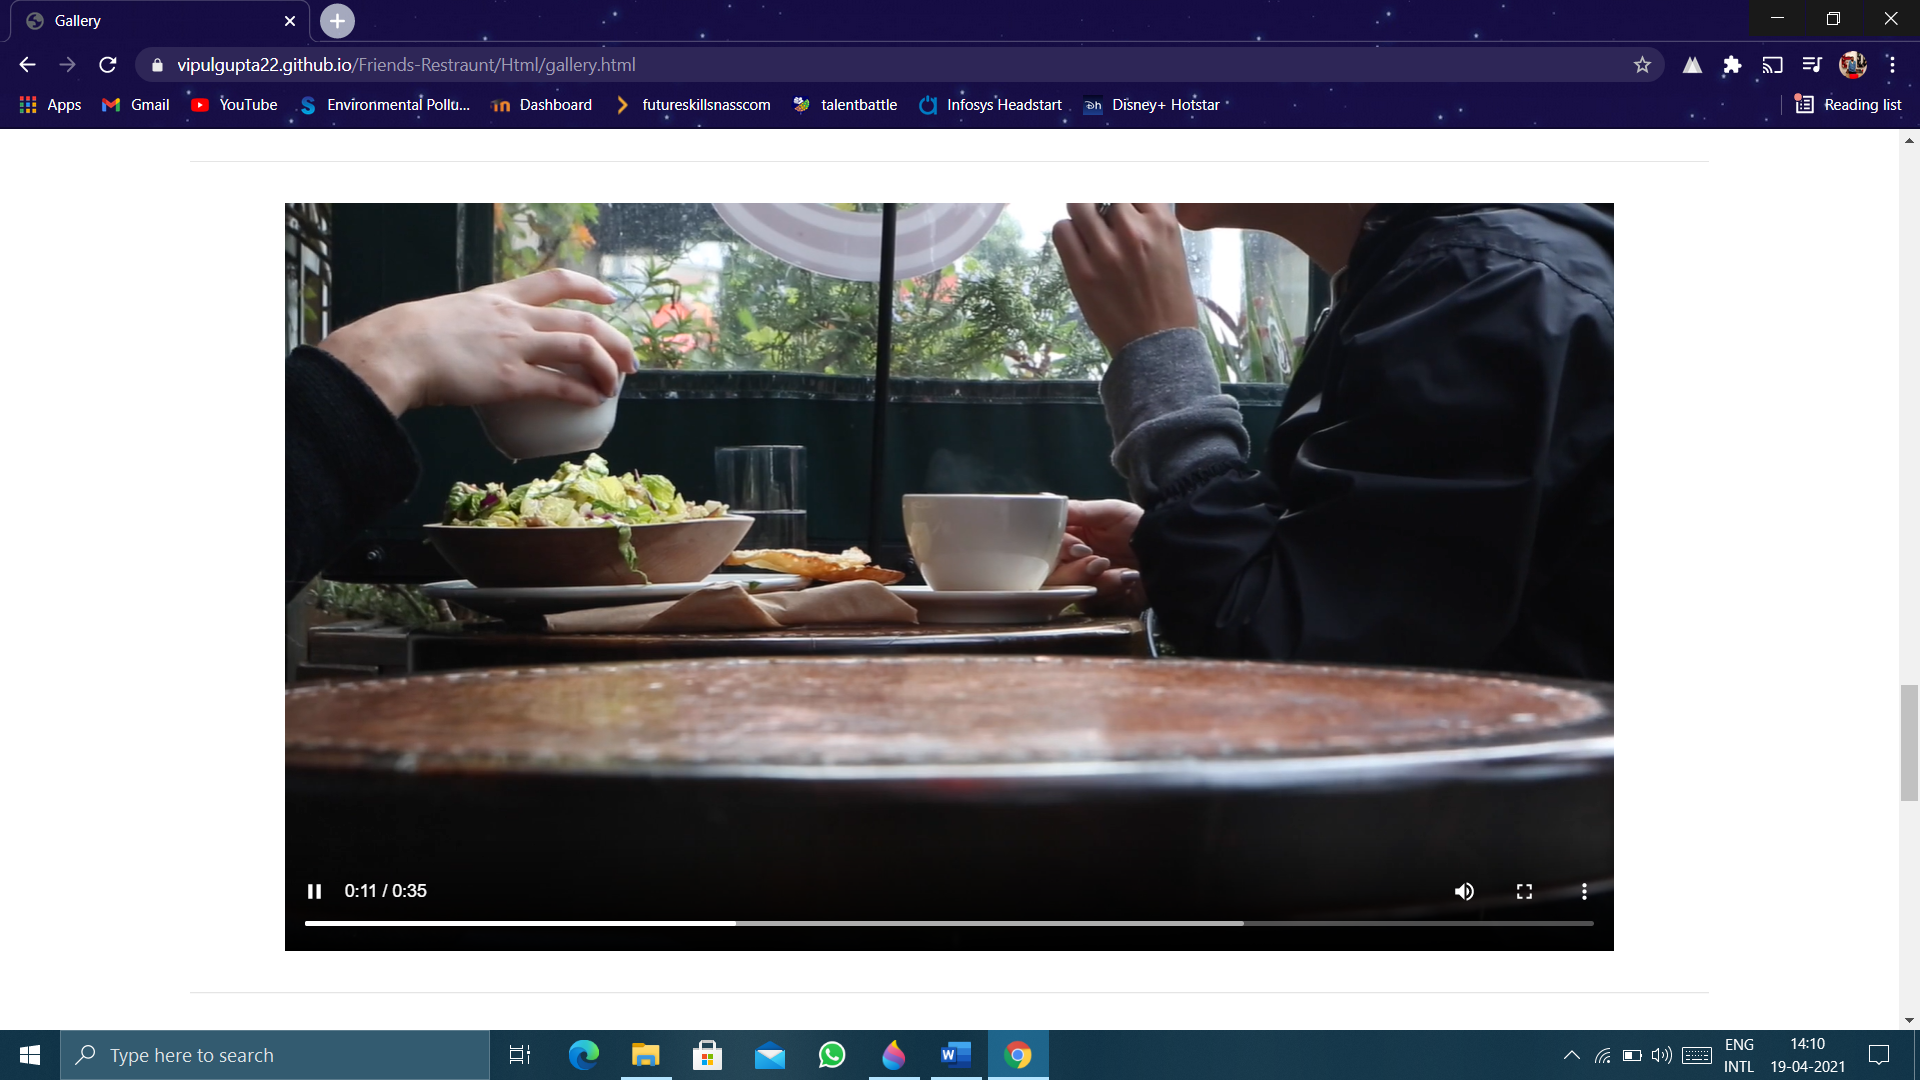 Gallery
vipulgupta22.github.io/Friends-Restraunt/Html/gallery.html
Apps Gmail YouTube Environmental Pollu... Dashboard futureskillsnasscom talentbattle Infosys Headstart Disney+ Hotstar Reading list
0:11 / 0:35
Type here to search
ENG 14:10
INTL 19-04-2021